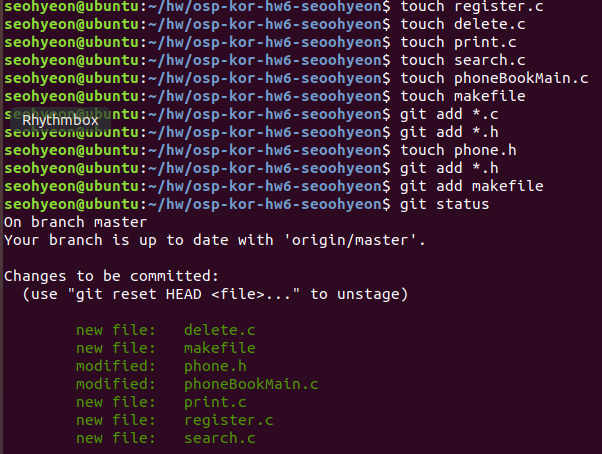 seohyeon@ubuntu:~/hw/osp-kor-hw6-seoohyeon$ touch register.c
seohyeon@ubuntu:~/hw/osp-kor-hw6-seoohyeon$ touch delete.c
seohyeon@ubuntu:~/hw/osp-kor-hw6-seoohyeon$ touch print.c
seohyeon@ubuntu:~/hw/osp-kor-hw6-seoohyeon$ touch search.c
seohyeon@ubuntu:~/hw/osp-kor-hw6-seoohyeon$ touch phoneBookMain.c
seohyeon@ubuntu:~/hw/osp-kor-hw6-seoohyeon$ touch makefile
seohyeon@ubuntu:~/hw/osp-kor-hw6-seoohyeon$ git add *.c
Rhythmbox
seohyeon@ubuntu:~/hw/osp-kor-hw6-seoohyeon$ git add *.h
seohyeon@ubuntu:~/hw/osp-kor-hw6-seoohyeon$ touch phone.h
seohyeon@ubuntu:~/hw/osp-kor-hw6-seoohyeon$ git add *.h
seohyeon@ubuntu:~/hw/osp-kor-hw6-seoohyeon$ git add makefile
seohyeon@ubuntu:~/hw/osp-kor-hw6-seoohyeon$ git status
On branch master
Your branch is up to date with 'origin/master'.
Changes to be committed:
(use "git reset HEAD <file>..." to unstage)
new file: delete.c
new file: makefile
modified: phone.h
modified: phoneBookMain.c
new file: print.c
new file: register.c
new file: search.c